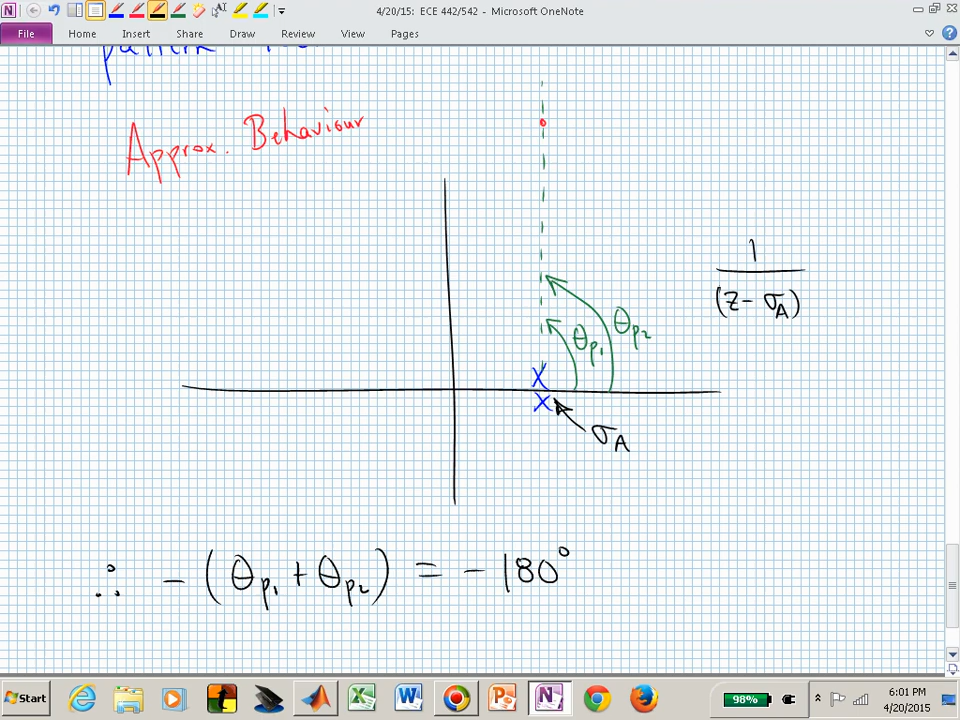 4/20/15: ECE 442/542 - Microsoft OneNote
File Home Insert Share Draw Review View Pages
Approx. Behaviour
1
(z - σA)
θp1 θp2
X
X
σA
∴ - (θp1 + θp2) = - 180°
Start
98%
6:01 PM
4/20/2015